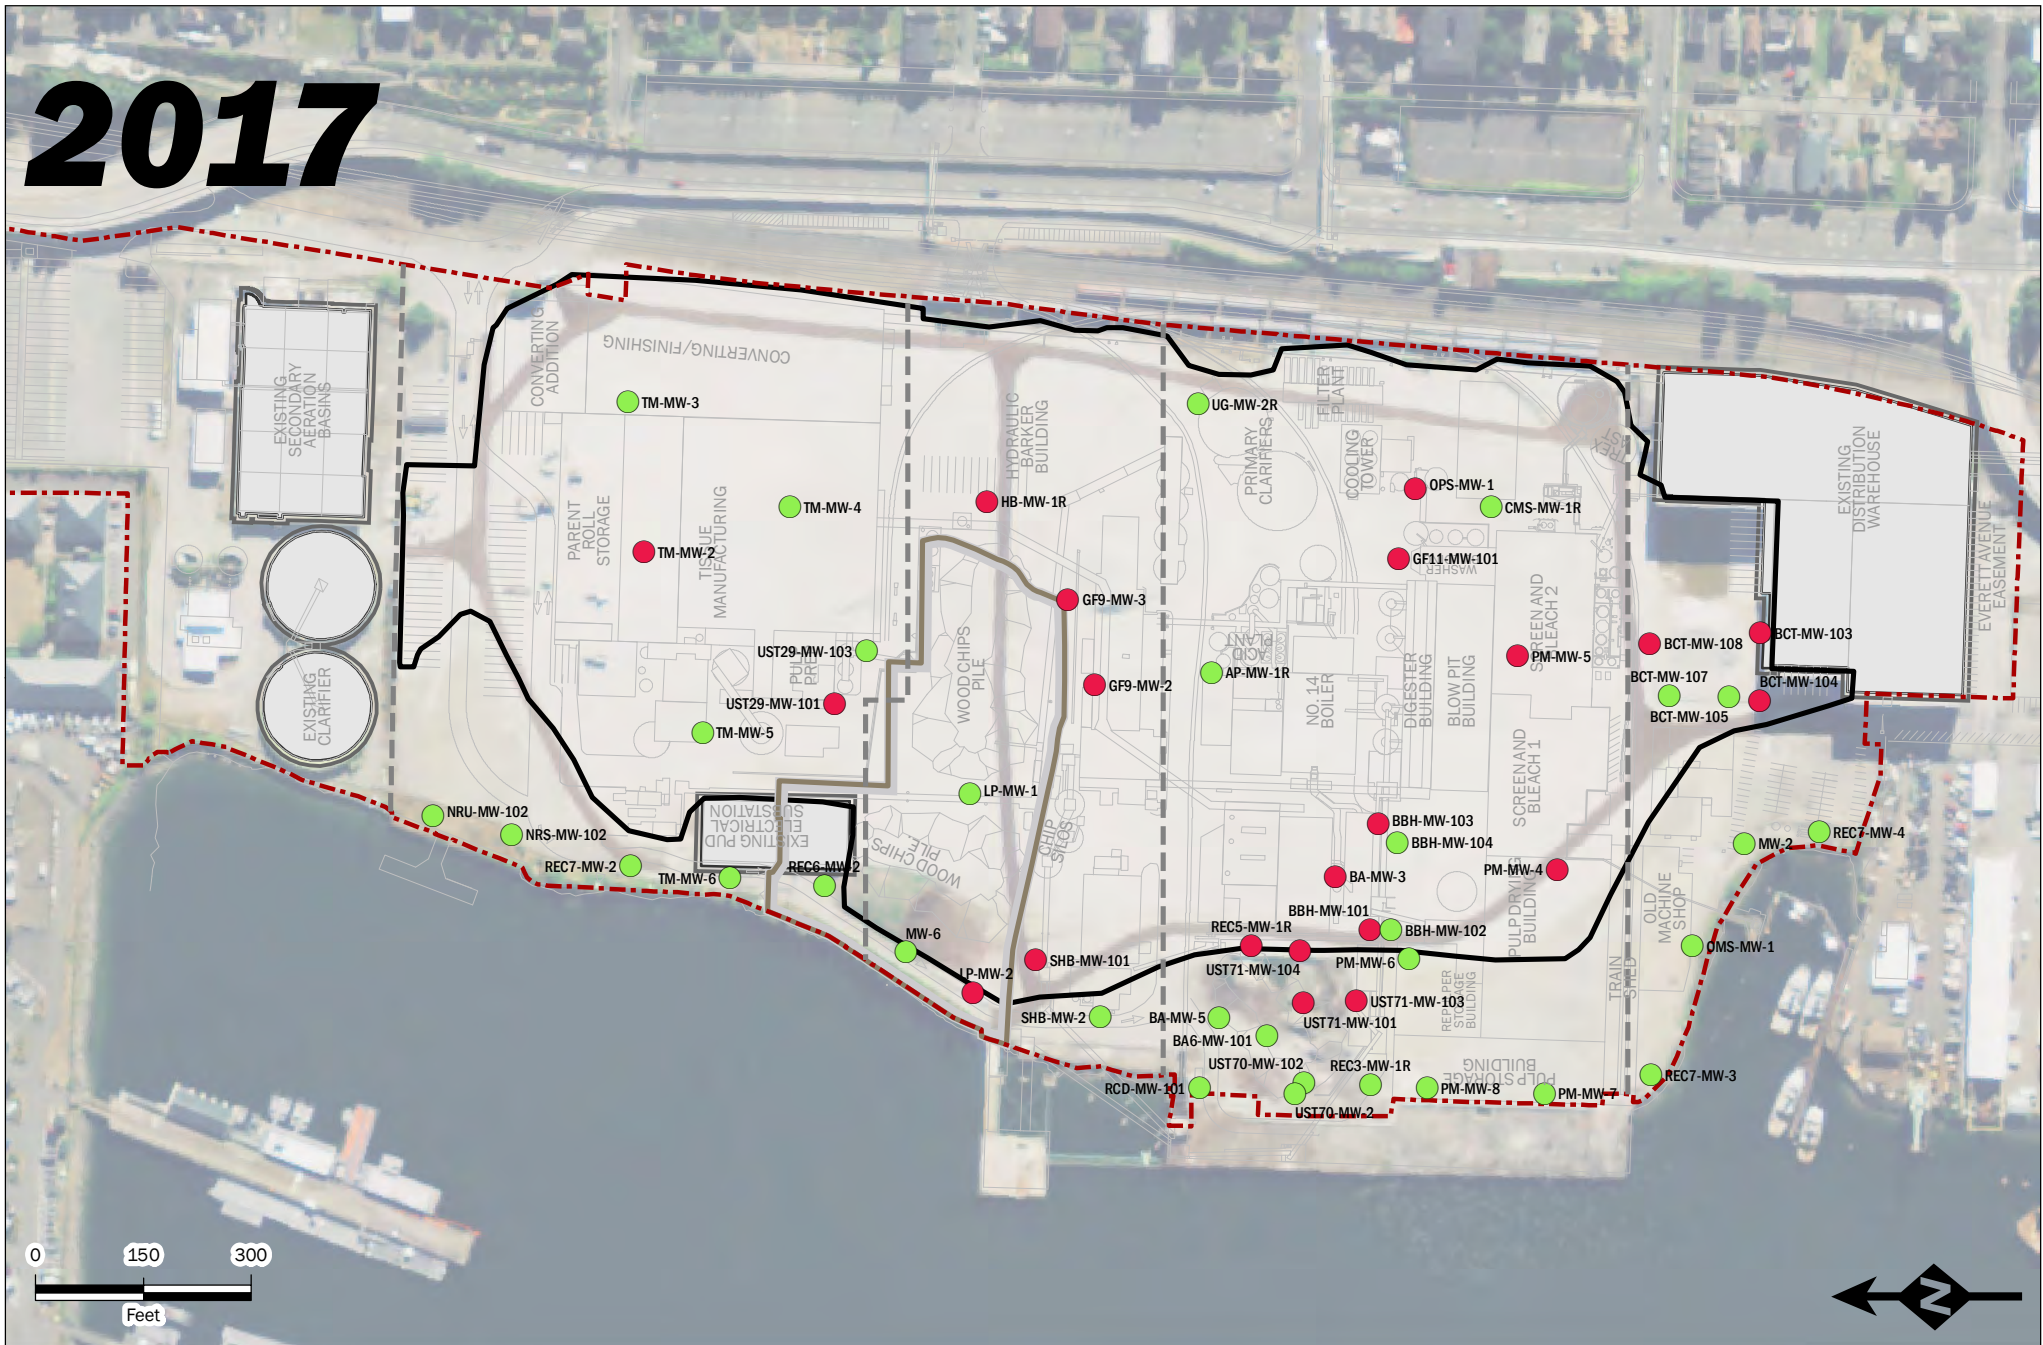 2017
CONVERTING
ADDITION
CONVERTING/FINISHING
EXISTING
SECONDARY
AERATION
BASINS
TM-MW-3
UG-MW-2R
HYDRAULIC
BARKER
BUILDING
FILTER
PLANT
PRIMARY
CLARIFIERS
COOLING
TOWER
TREX
EAST
EXISTING
DISTRIBUTION
WAREHOUSE
PARENT
ROLL
STORAGE
TISSUE
MANUFACTURING
TM-MW-4
HB-MW-1R
OPS-MW-1
CMS-MW-1R
TM-MW-2
GF11-MW-101
WASHER
EVERETT AVENUE
EASEMENT
GF9-MW-3
ACID
PLANT
SCREEN AND
BLEACH 2
UST29-MW-103
PM-MW-5
BCT-MW-108
BCT-MW-103
AP-MW-1R
GF9-MW-2
BCT-MW-107
BCT-MW-104
BCT-MW-105
UST29-MW-101
TM-MW-5
EXISTING
CLARIFIER
WOOD CHIPS
PILE
NO. 14
BOILER
DIGESTER
BUILDING
BLOW PIT
BUILDING
SCREEN AND
BLEACH 1
LP-MW-1
NRU-MW-102
NRS-MW-102
EXISTING PUD
ELECTRICAL
SUBSTATION
WOOD CHIPS
PILE
CHIP
SILOS
BBH-MW-103
BBH-MW-104
REC7-MW-4
MW-2
REC7-MW-2
TM-MW-6
REC6-MW-2
BA-MW-3
PM-MW-4
PULP DRYING
BUILDING
OLD
MACHINE
SHOP
BBH-MW-101
BBH-MW-102
MW-6
REC5-MW-1R
OMS-MW-1
SHB-MW-101
UST71-MW-104
PM-MW-6
LP-MW-2
TRAIN
SHED
UST71-MW-103
UST71-MW-101
REPULPER
STORAGE
BUILDING
SHB-MW-2
BA-MW-5
BA6-MW-101
UST70-MW-102
REC3-MW-1R
PULP STORAGE
BUILDING
REC7-MW-3
RCD-MW-101
PM-MW-8
PM-MW-7
UST70-MW-2
0 150 300
Feet
N